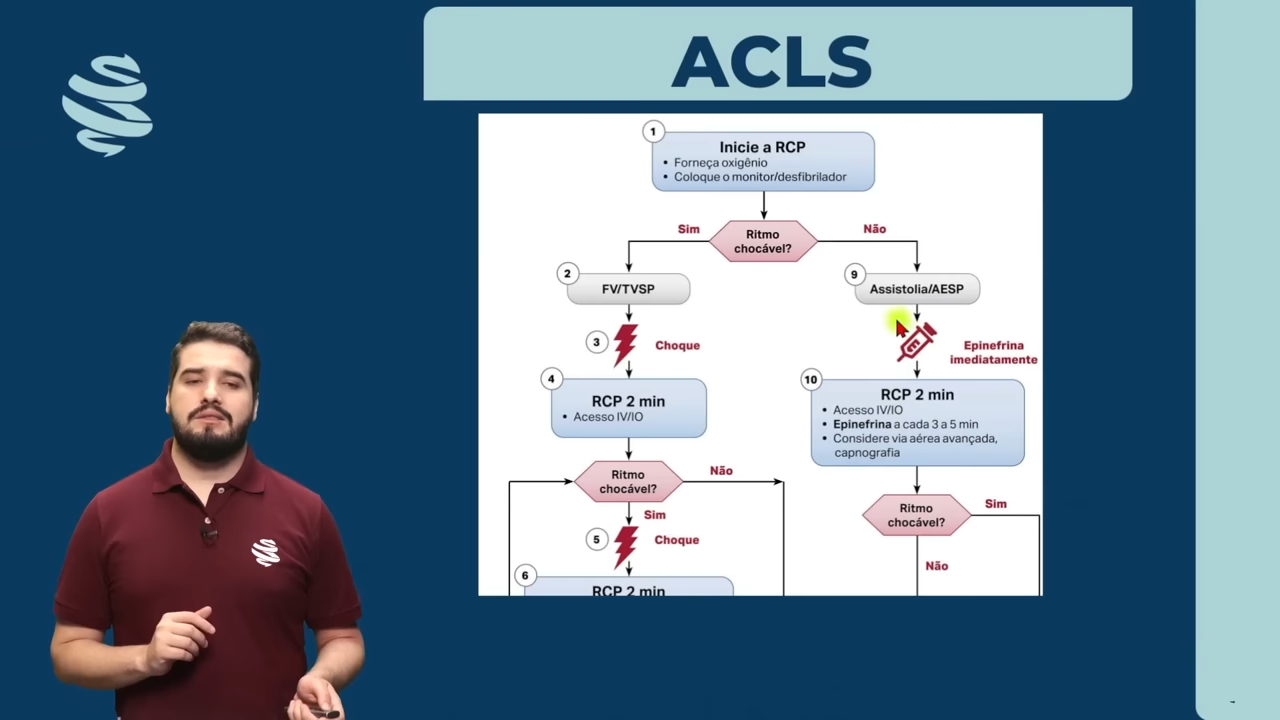 ACLS
1
Inicie a RCP
• Forneça oxigênio
• Coloque o monitor/desfibrilador
Sim
Ritmo
chocável?
Não
2
FV/TVSP
3
Choque
4
RCP 2 min
• Acesso IV/IO
Ritmo
chocável?
Não
Sim
5
Choque
6
RCP 2 min
9
Assistolia/AESP
Epinefrina
imediatamente
10
RCP 2 min
• Acesso IV/IO
• Epinefrina a cada 3 a 5 min
• Considere via aérea avançada,
capnografia
Ritmo
chocável?
Sim
Não